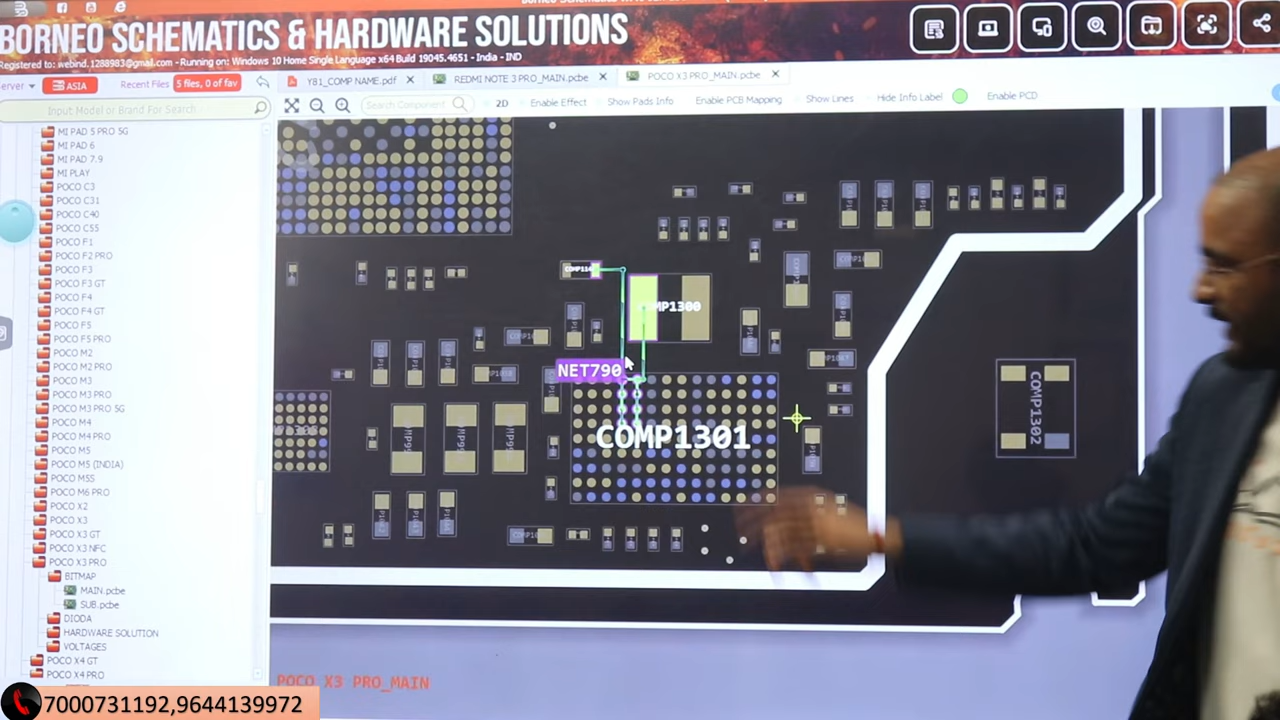 BORNEO SCHEMATICS & HARDWARE SOLUTIONS
Registered to: webind.1288983@gmail.com - Running on: Windows 10 Home Single Language x64 Build 19045.4651 - India - IND
erver
ASIA
Recent Files
5 files, 0 of fav
YB1_COMP NAME.pdf
REDMI NOTE 3 PRO_MAIN.pcbe
POCO X3 PRO_MAIN.pcbe
Input Model or Brand For Search
Search Component
2D
Enable Effect
Show Pads Info
Enable PCB Mapping
Show Lines
Hide Info Label
Enable PCD
MI PAD 5 PRO 5G
MI PAD 6
MI PAD 7.9
MI PLAY
POCO C3
POCO C31
POCO C40
POCO C55
POCO F1
POCO F2 PRO
POCO F3
POCO F3 GT
POCO F4
POCO F4 GT
POCO F5
POCO F5 PRO
POCO M2
POCO M2 PRO
POCO M3
POCO M3 PRO
POCO M3 PRO 5G
POCO M4
POCO M4 PRO
POCO M5
POCO M5 (INDIA)
POCO M5S
POCO M6 PRO
POCO X2
POCO X3
POCO X3 GT
POCO X3 NFC
POCO X3 PRO
BITMAP
MAIN.pcbe
SUB.pcbe
DIODA
HARDWARE SOLUTION
VOLTAGES
POCO X4 GT
POCO X4 PRO
MP1300
NET790
COMP1301
COMP1302
POCO X3 PRO_MAIN
7000731192,9644139972